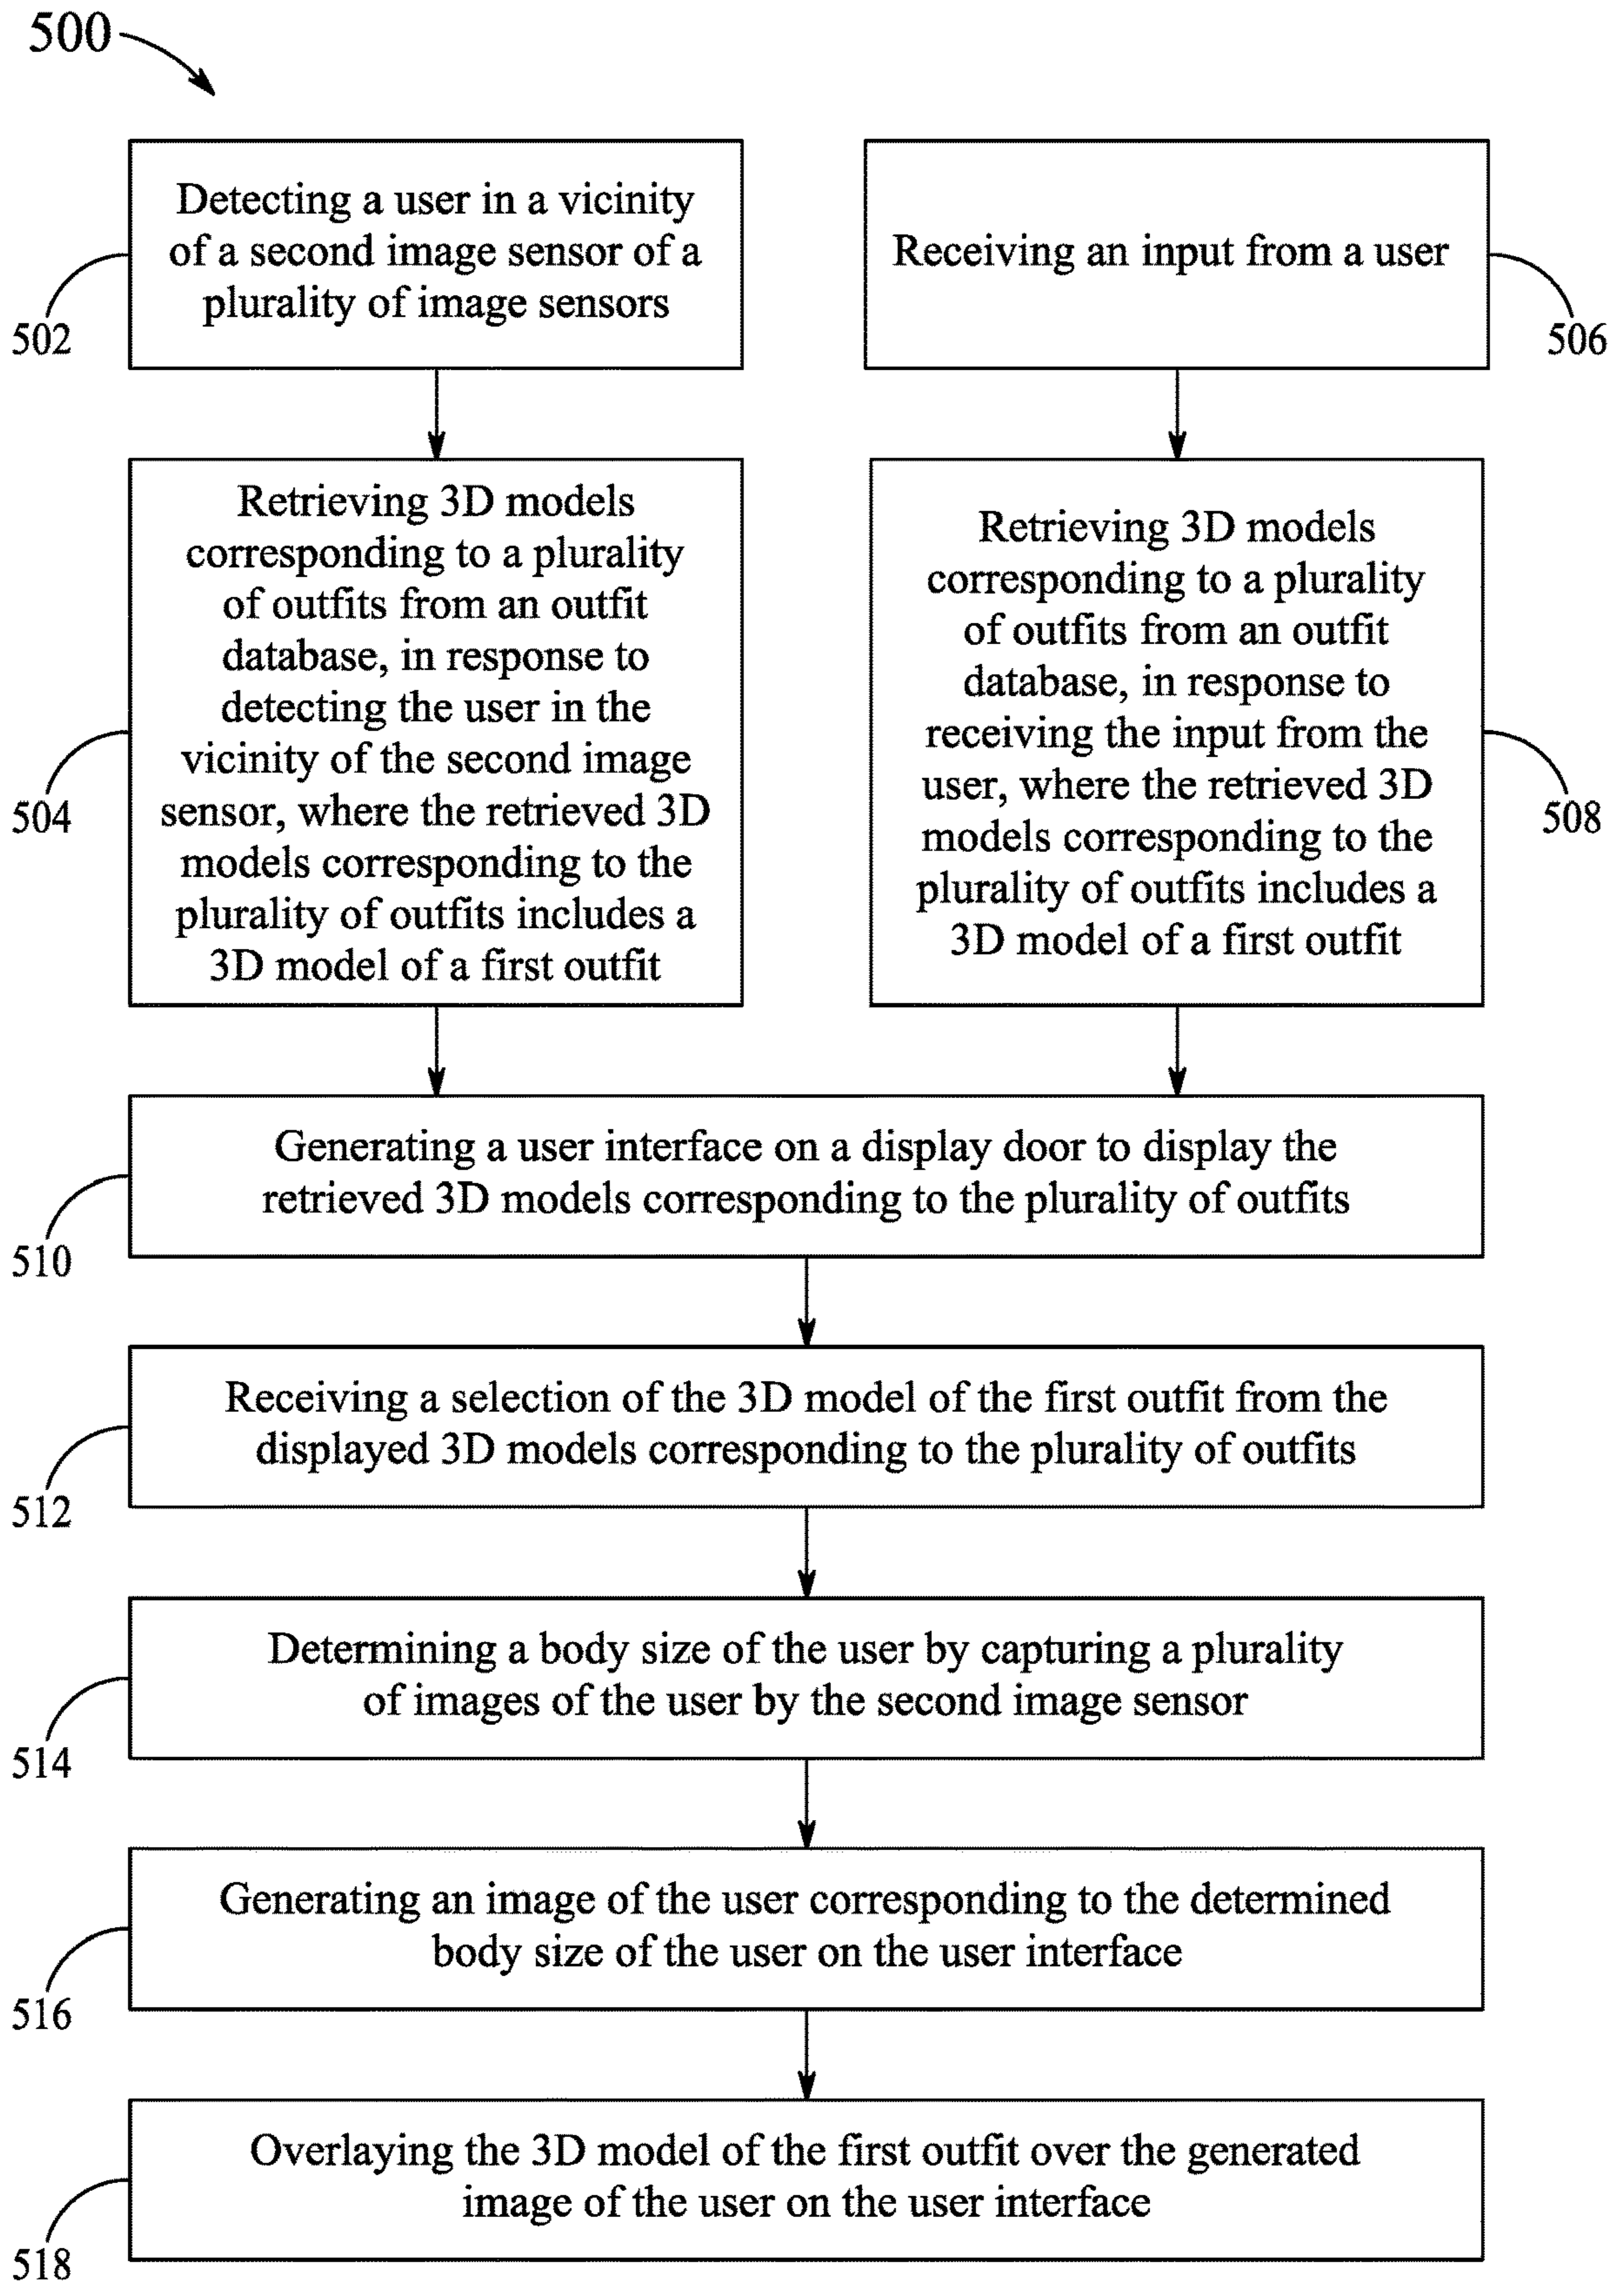 500
Detecting a user in a vicinity
of a second image sensor of a
plurality of image sensors
502
Receiving an input from a user
506
Retrieving 3D models
corresponding to a plurality
of outfits from an outfit
database, in response to
detecting the user in the
vicinity of the second image
sensor, where the retrieved 3D
models corresponding to the
plurality of outfits includes a
3D model of a first outfit
504
Retrieving 3D models
corresponding to a plurality
of outfits from an outfit
database, in response to
receiving the input from the
user, where the retrieved 3D
models corresponding to the
plurality of outfits includes a
3D model of a first outfit
508
Generating a user interface on a display door to display the
retrieved 3D models corresponding to the plurality of outfits
510
Receiving a selection of the 3D model of the first outfit from the
displayed 3D models corresponding to the plurality of outfits
512
Determining a body size of the user by capturing a plurality
of images of the user by the second image sensor
514
Generating an image of the user corresponding to the determined
body size of the user on the user interface
516
Overlaying the 3D model of the first outfit over the generated
image of the user on the user interface
518